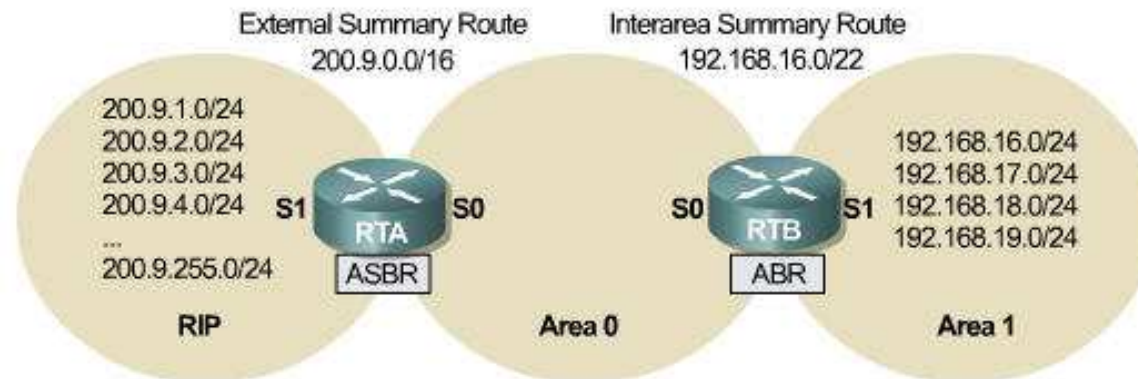 External Summary Route
200.9.0.0/16
Interarea Summary Route
192.168.16.0/22
200.9.1.0/24
200.9.2.0/24
200.9.3.0/24
200.9.4.0/24
...
200.9.255.0/24
S1
RTA
S0
ASBR
RIP
Area 0
S0
RTB
S1
ABR
192.168.16.0/24
192.168.17.0/24
192.168.18.0/24
192.168.19.0/24
Area 1